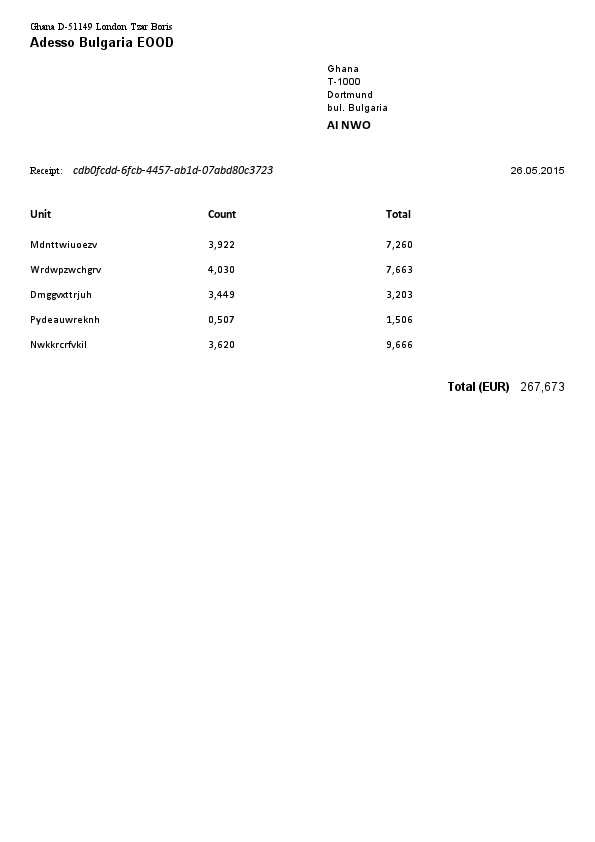 Ghana D-51149 London Tzar Boris
Adesso Bulgaria EOOD
Ghana
T-1000
Dortmund
bul. Bulgaria
AI NWO
Receipt: cdb0fcdd-6fcb-4457-ab1d-07abd80c3723 26.05.2015
Unit Count Total
Mdnttwiuoezv 3,922 7,260
Wrdwpzwchgrv 4,030 7,663
Dmggvxttrjuh 3,449 3,203
Pydeauwreknh 0,507 1,506
Nwkkrcrfvkil 3,620 9,666
Total (EUR) 267,673